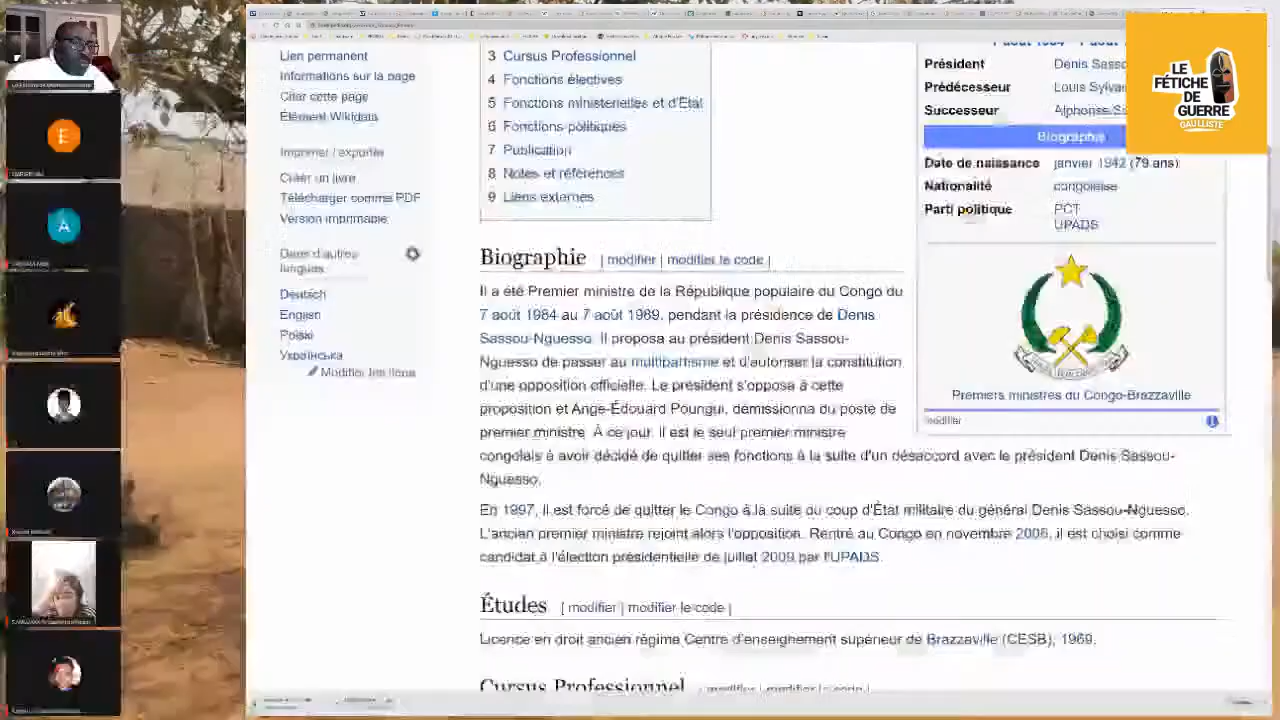 Lien permanent
Informations sur la page
Citer cette page
Élément Wikidata
Imprimer / exporter
Créer un livre
Télécharger comme PDF
Version imprimable
Dans d'autres
langues
Deutsch
English
Polski
Українська
Modifier les liens
3 Cursus Professionnel
4 Fonctions électives
5 Fonctions ministérielles et d'État
6 Fonctions politiques
7 Publication
8 Notes et références
9 Liens externes
Biographie [ modifier | modifier le code ]
Il a été Premier ministre de la République populaire du Congo du
7 août 1984 au 7 août 1989, pendant la présidence de Denis
Sassou-Nguesso. Il proposa au président Denis Sassou-
Nguesso de passer au multipartisme et d'autoriser la constitution
d'une opposition officielle. Le président s'opposa à cette
proposition et Ange-Édouard Poungui, démissionna du poste de
premier ministre. À ce jour, il est le seul premier ministre
congolais à avoir décidé de quitter ses fonctions à la suite d'un désaccord avec le président Denis Sassou-
Nguesso.
En 1997, il est forcé de quitter le Congo à la suite du coup d'État militaire du général Denis Sassou-Nguesso.
L'ancien premier ministre rejoint alors l'opposition. Rentré au Congo en novembre 2006, il est choisi comme
candidat à l'élection présidentielle de juillet 2009 par l'UPADS.
Études [ modifier | modifier le code ]
Licence en droit ancien régime Centre d'enseignement supérieur de Brazzaville (CESB), 1969.
Cursus Professionnel [ modifier | modifier le code ]
Président Denis Sasso
Prédécesseur Louis Sylva
Successeur Alphonse
Biographie
Date de naissance janvier 1942 (79 ans)
Nationalité congolaise
Parti politique PCT
UPADS
Premiers ministres du Congo-Brazzaville
modifier
LE
FÉTICHE
DE
GUERRE
GAULLISTE
E
A